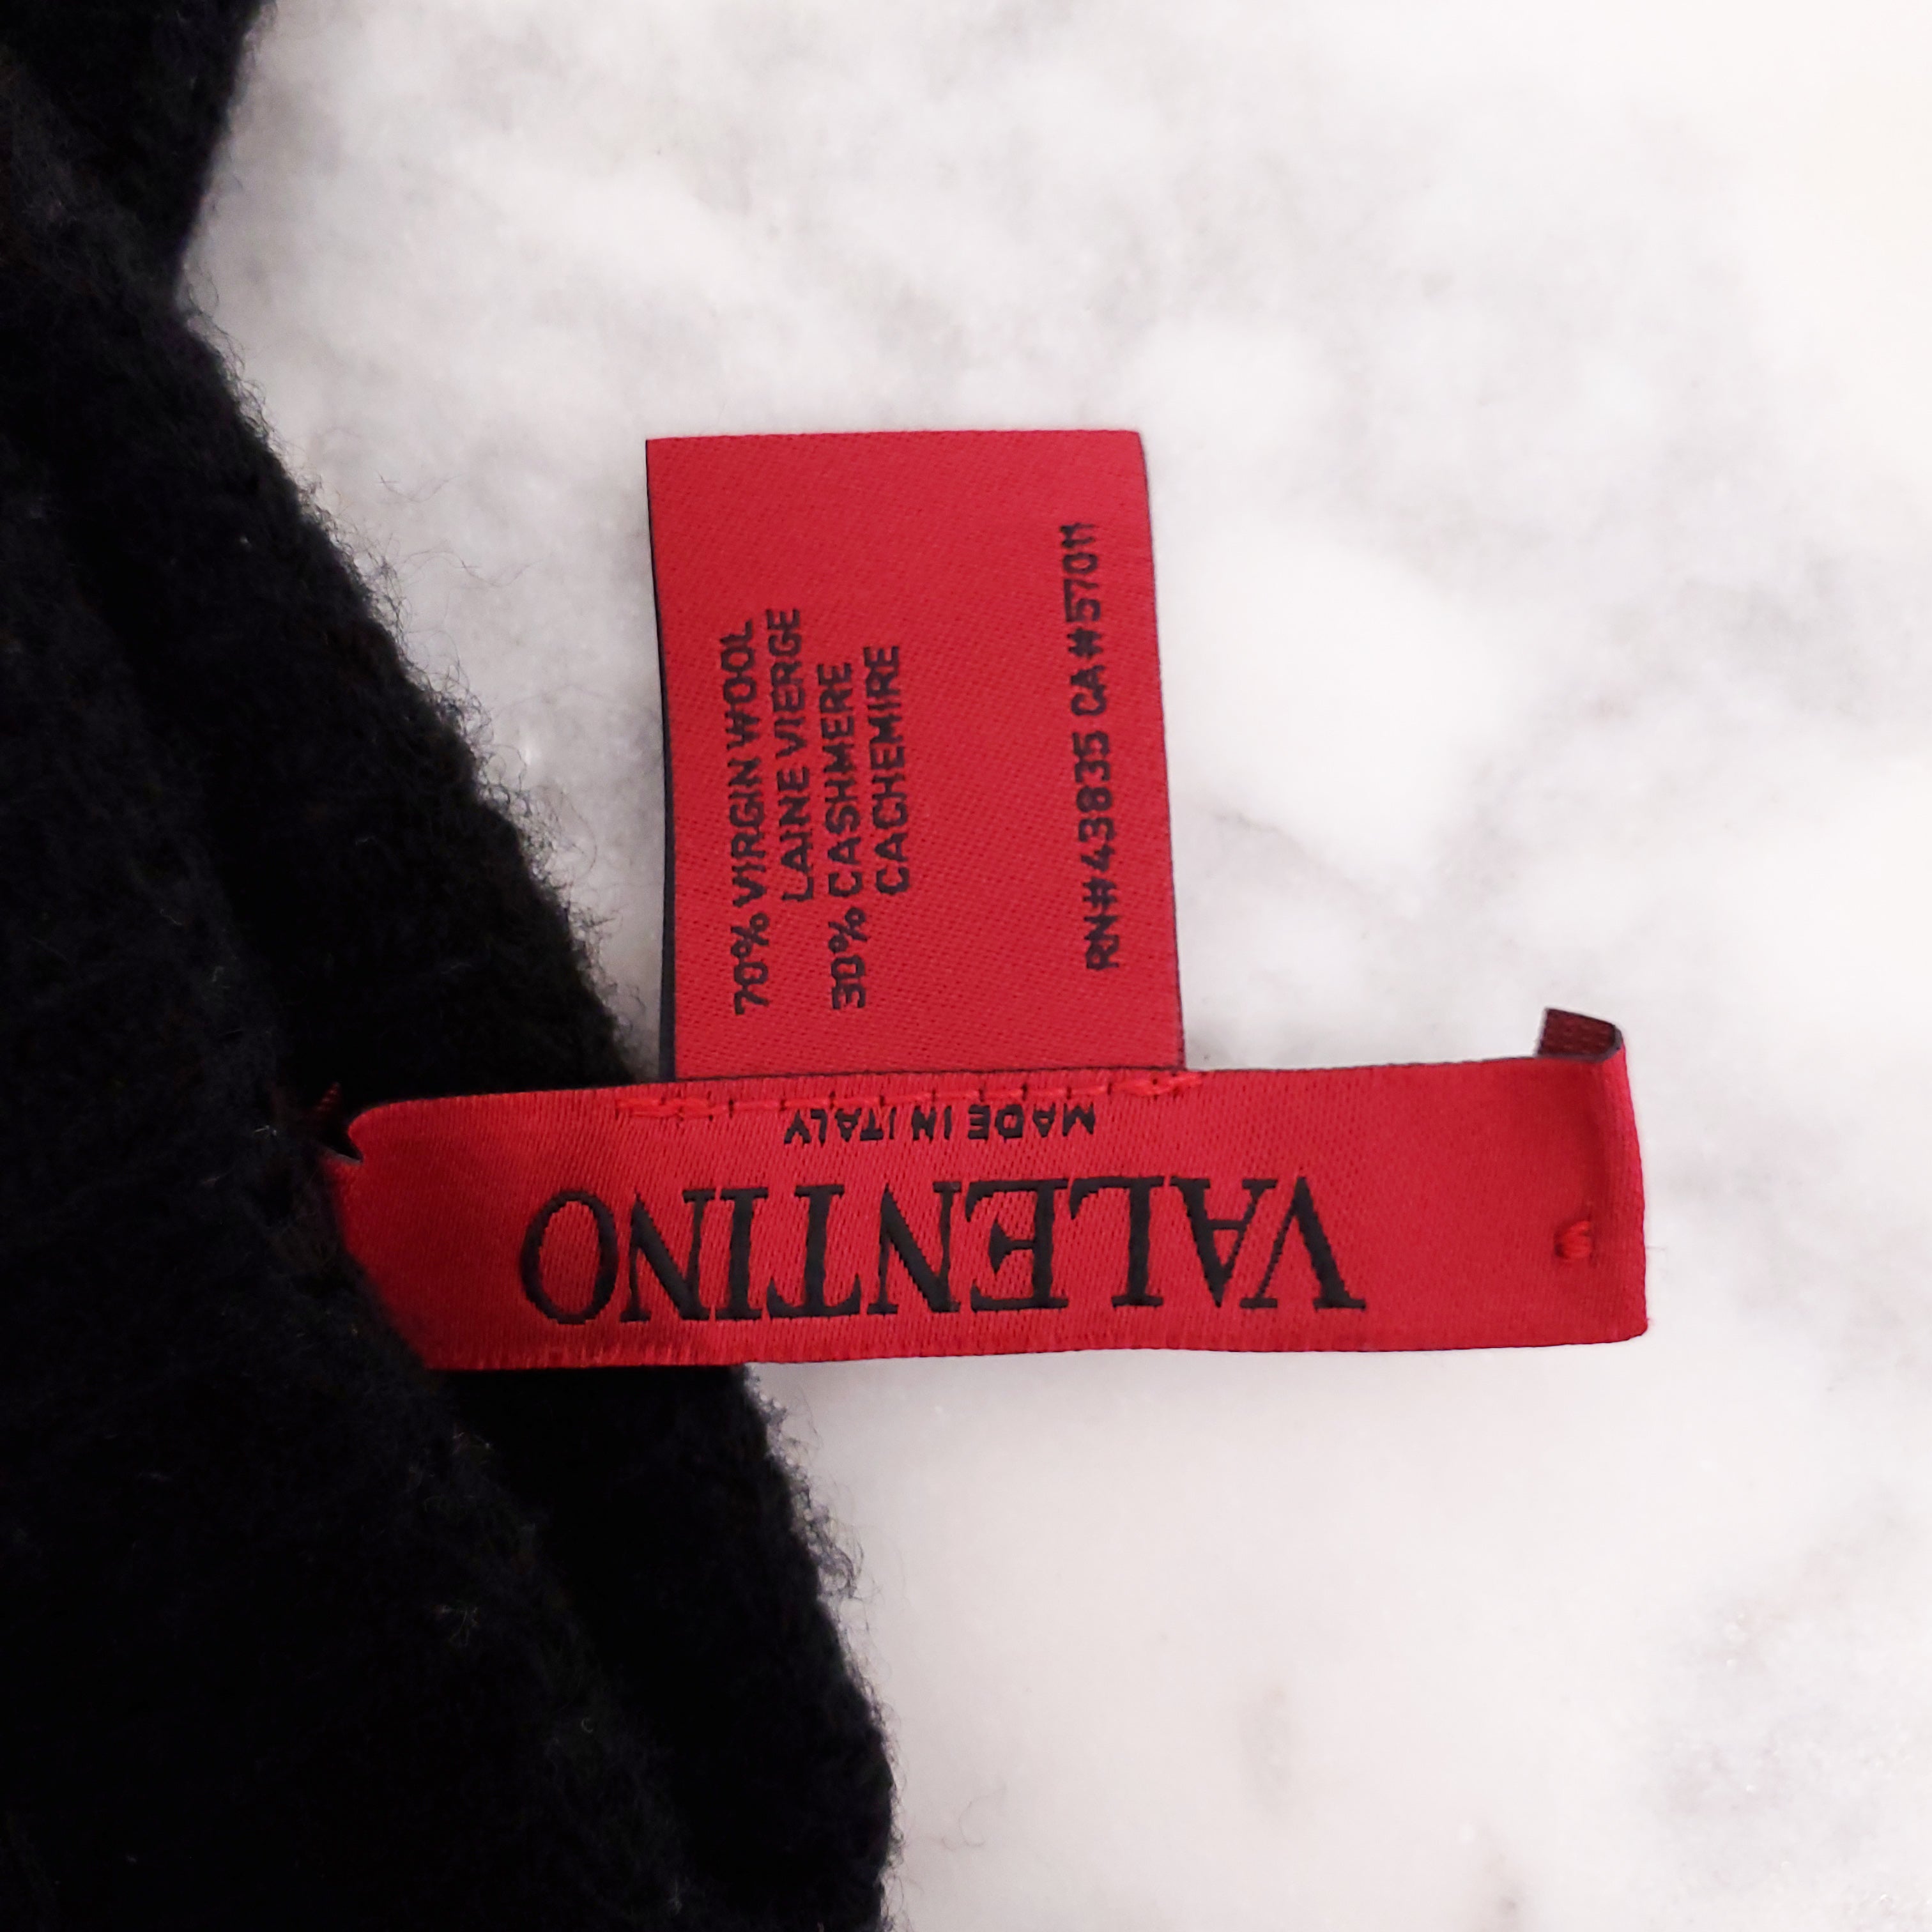 VALENTINO
MADE IN ITALY
70% VIRGIN WOOL
LAINE VIERGE
30% CASHMERE
CACHEMIRE
RN#43835 CA#57011